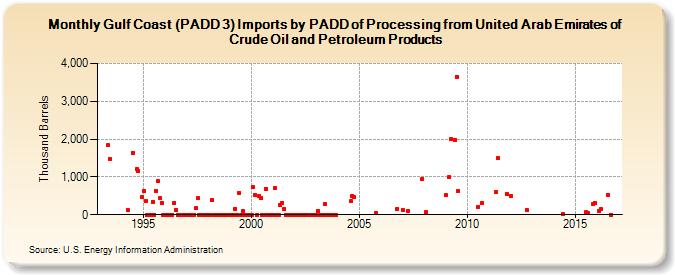 Monthly Gulf Coast (PADD 3) Imports by PADD of Processing from United Arab Emirates of
Crude Oil and Petroleum Products
Thousand Barrels
4,000
3,000
2,000
1,000
0
1995
2000
2005
2010
2015
Source: U.S. Energy Information Administration